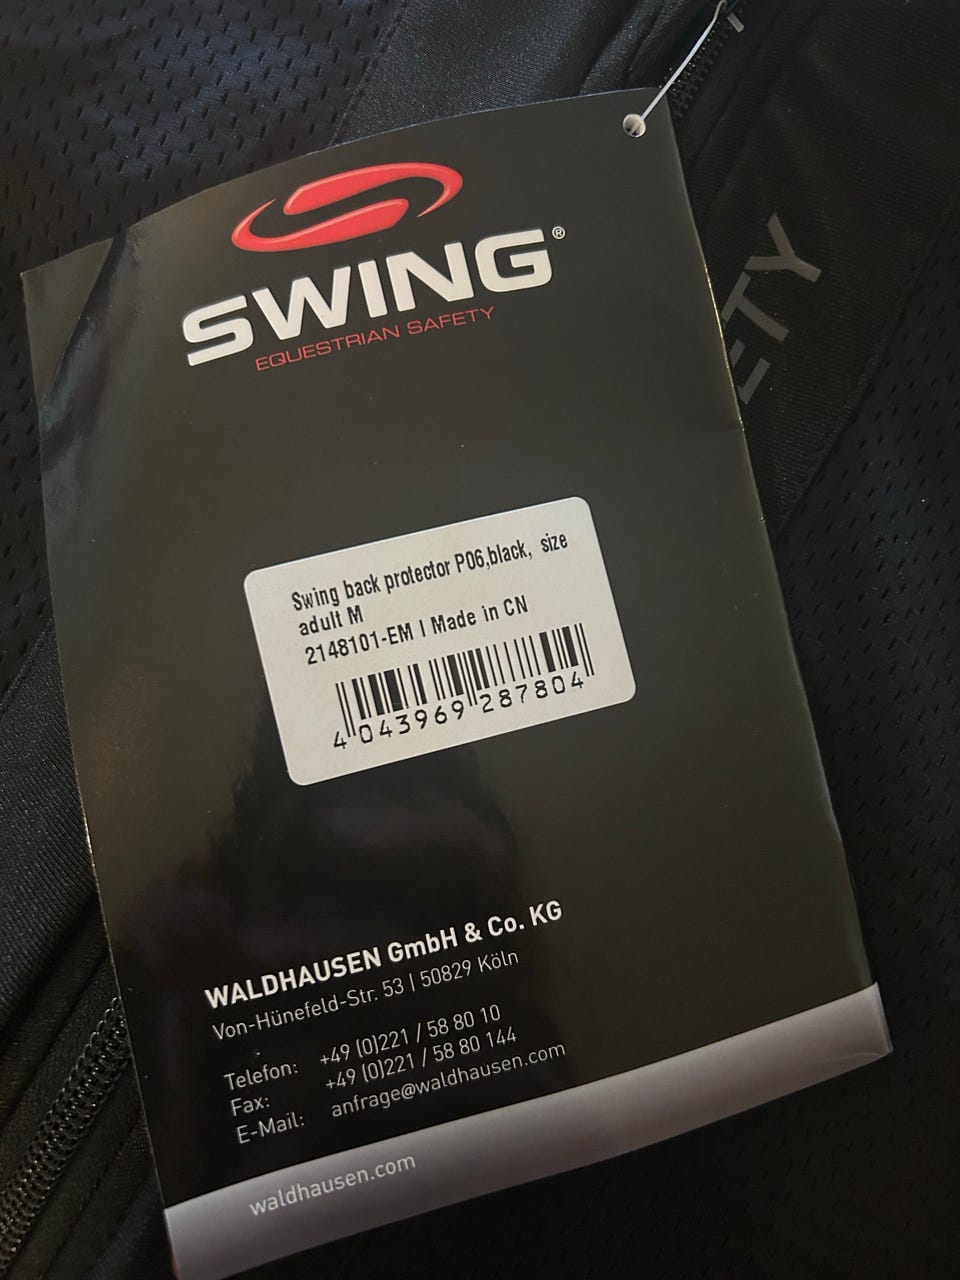 SWING®
EQUESTRIAN SAFETY
ETY
Swing back protector P06,black, size
adult M
2148101-EM | Made in CN
4 043969 287804
WALDHAUSEN GmbH & Co. KG
Von-Hünefeld-Str. 53 | 50829 Köln
Telefon: +49 (0)221 / 58 80 10
Fax: +49 (0)221 / 58 80 144
E-Mail: anfrage@waldhausen.com
waldhausen.com